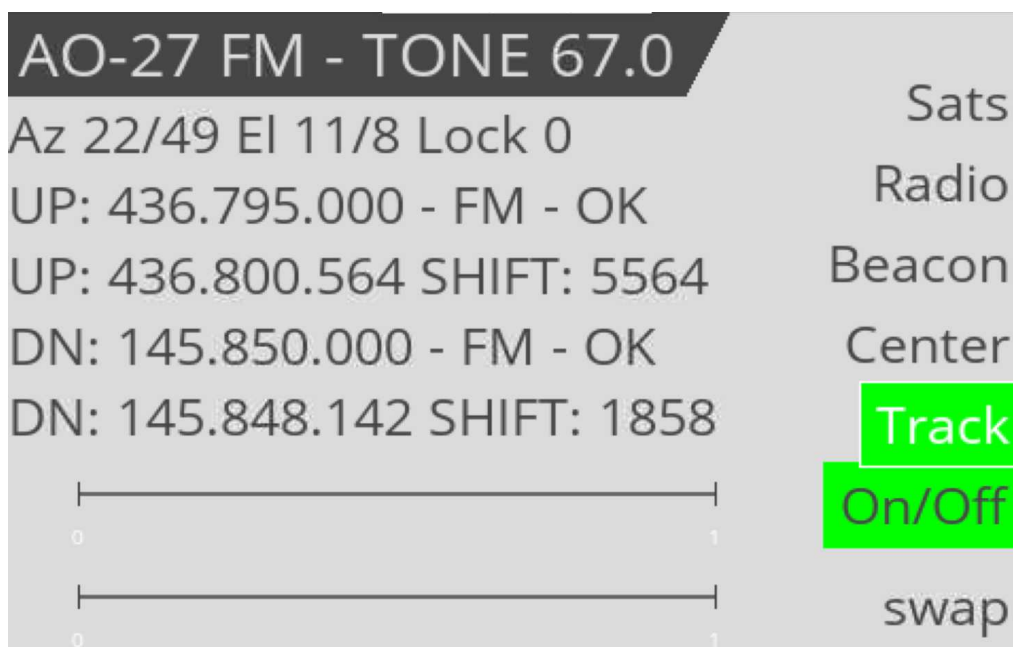 AO-27 FM - TONE 67.0
Az 22/49 El 11/8 Lock 0
UP: 436.795.000 - FM - OK
UP: 436.800.564 SHIFT: 5564
DN: 145.850.000 - FM - OK
DN: 145.848.142 SHIFT: 1858
0 1
0 1
Sats
Radio
Beacon
Center
Track
On/Off
swap